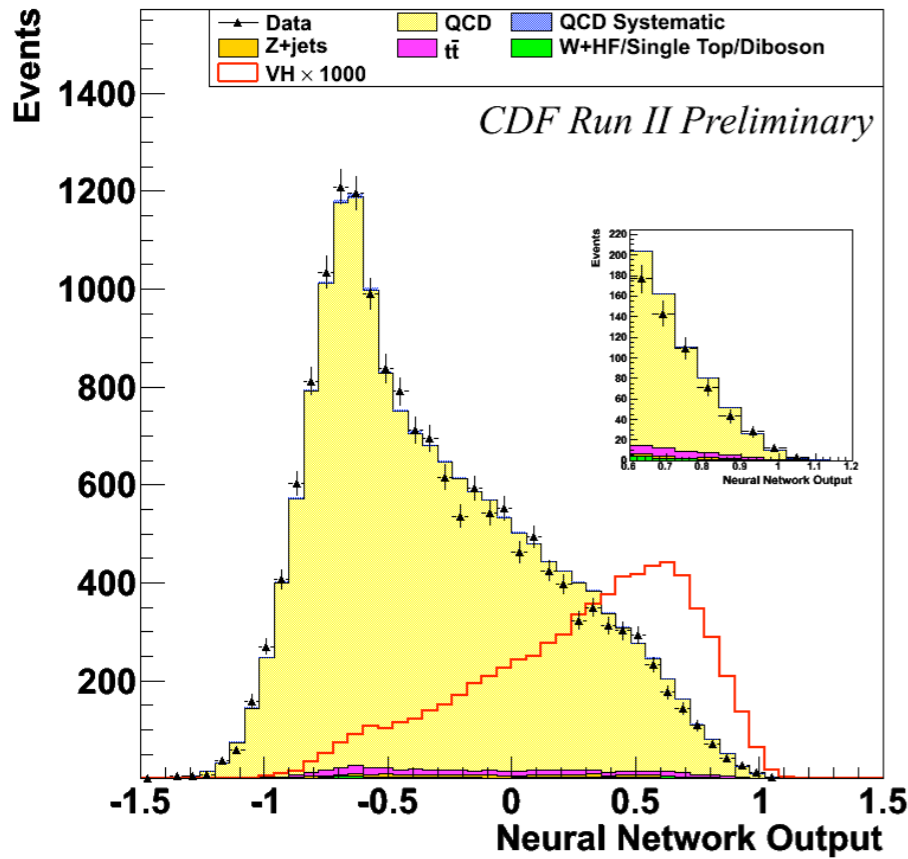 Data QCD QCD Systematic
Z+jets tt̄ W+HF/Single Top/Diboson
VH × 1000
CDF Run II Preliminary
Events
1400
1200
1000
800
600
400
200
-1.5 -1 -0.5 0 0.5 1 1.5
Neural Network Output
Events
220
200
180
160
140
120
100
80
60
40
20
0
0.6 0.7 0.8 0.9 1 1.1 1.2
Neural Network Output